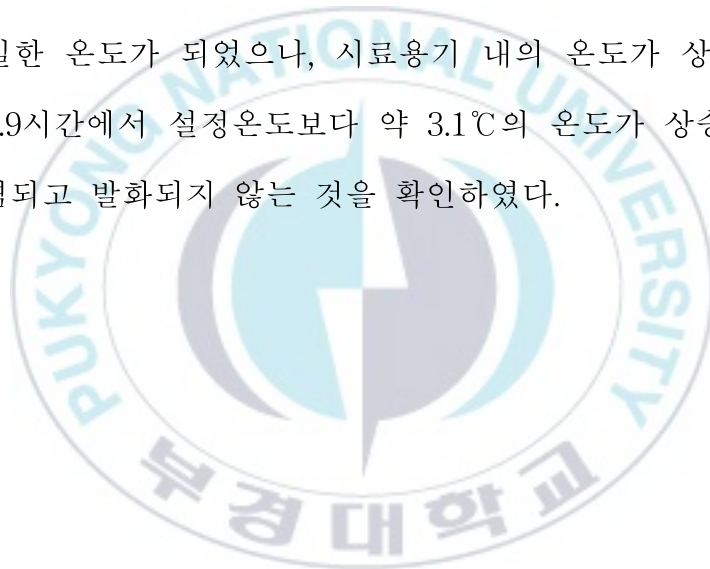 일한 온도가 되었으나, 시료용기 내의 온도가 상
.9시간에서 설정온도보다 약 3.1℃의 온도가 상승
되고 발화되지 않는 것을 확인하였다.
PUKYONG NATIONAL UNIVERSITY
부경대학교